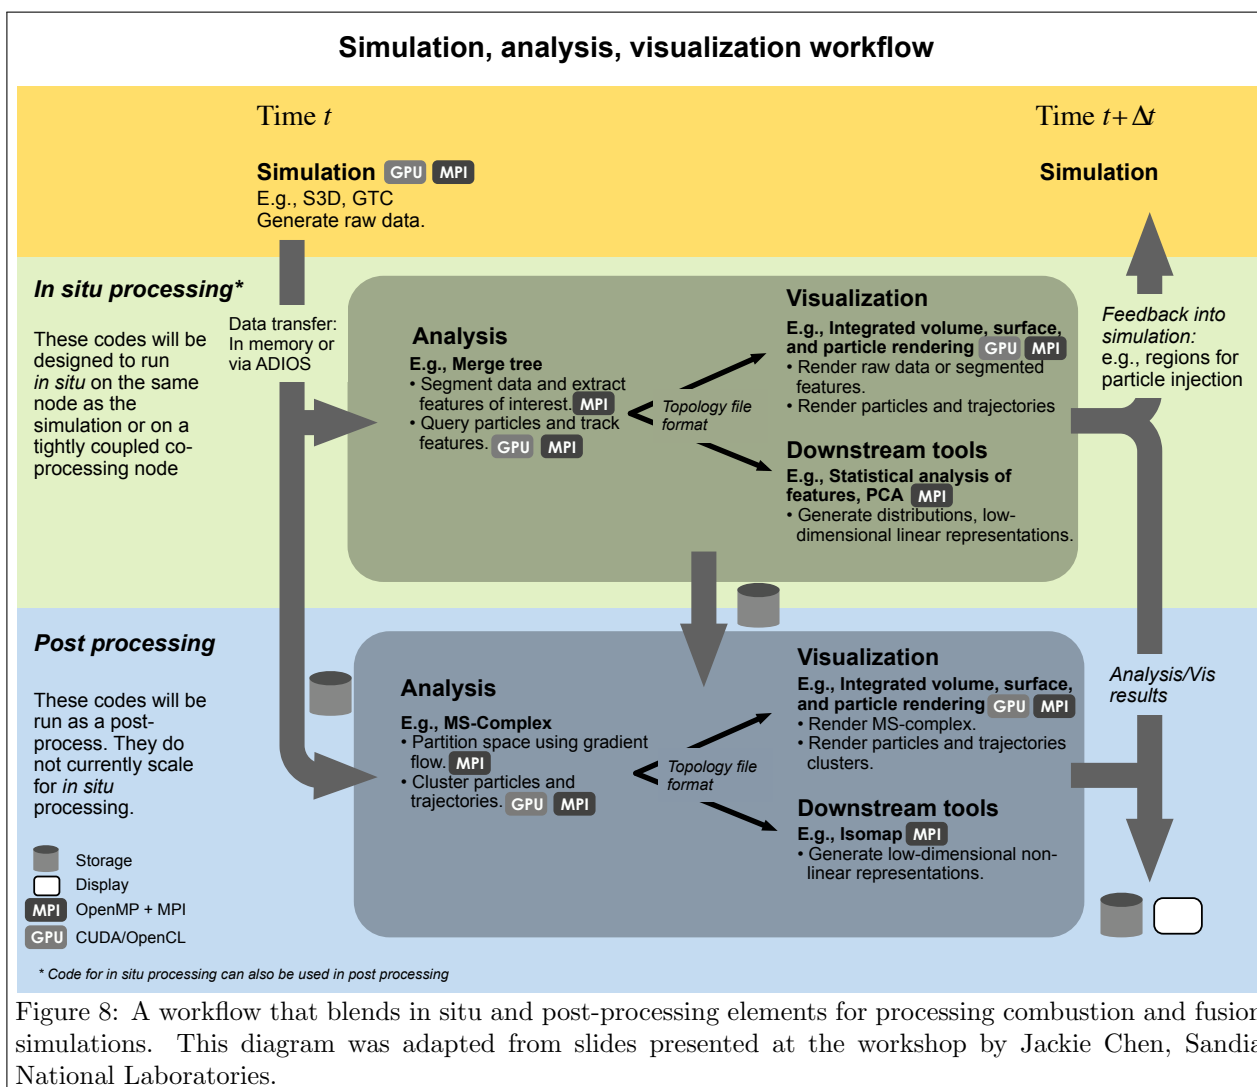 Simulation, analysis, visualization workflow
Time t
Time t + Δt
Simulation GPU MPI
E.g., S3D, GTC
Generate raw data.
Simulation
In situ processing*
These codes will be
designed to run
in situ on the same
node as the
simulation or on a
tightly coupled co-
processing node
Data transfer:
In memory or
via ADIOS
Analysis
E.g., Merge tree
• Segment data and extract
features of interest. MPI
• Query particles and track
features. GPU MPI
Topology file
format
Visualization
E.g., Integrated volume, surface,
and particle rendering GPU MPI
• Render raw data or segmented
features.
• Render particles and trajectories
Downstream tools
E.g., Statistical analysis of
features, PCA MPI
• Generate distributions, low-
dimensional linear representations.
Feedback into
simulation:
e.g., regions for
particle injection
Post processing
These codes will be
run as a post-
process. They do
not currently scale
for in situ
processing.
Analysis
E.g., MS-Complex
• Partition space using gradient
flow. MPI
• Cluster particles and
trajectories. GPU MPI
Topology file
format
Visualization
E.g., Integrated volume, surface,
and particle rendering GPU MPI
• Render MS-complex.
• Render particles and trajectories
clusters.
Downstream tools
E.g., Isomap MPI
• Generate low-dimensional non-
linear representations.
Analysis/Vis
results
Storage
Display
MPI OpenMP + MPI
GPU CUDA/OpenCL
* Code for in situ processing can also be used in post processing
Figure 8: A workflow that blends in situ and post-processing elements for processing combustion and fusion
simulations. This diagram was adapted from slides presented at the workshop by Jackie Chen, Sandia
National Laboratories.